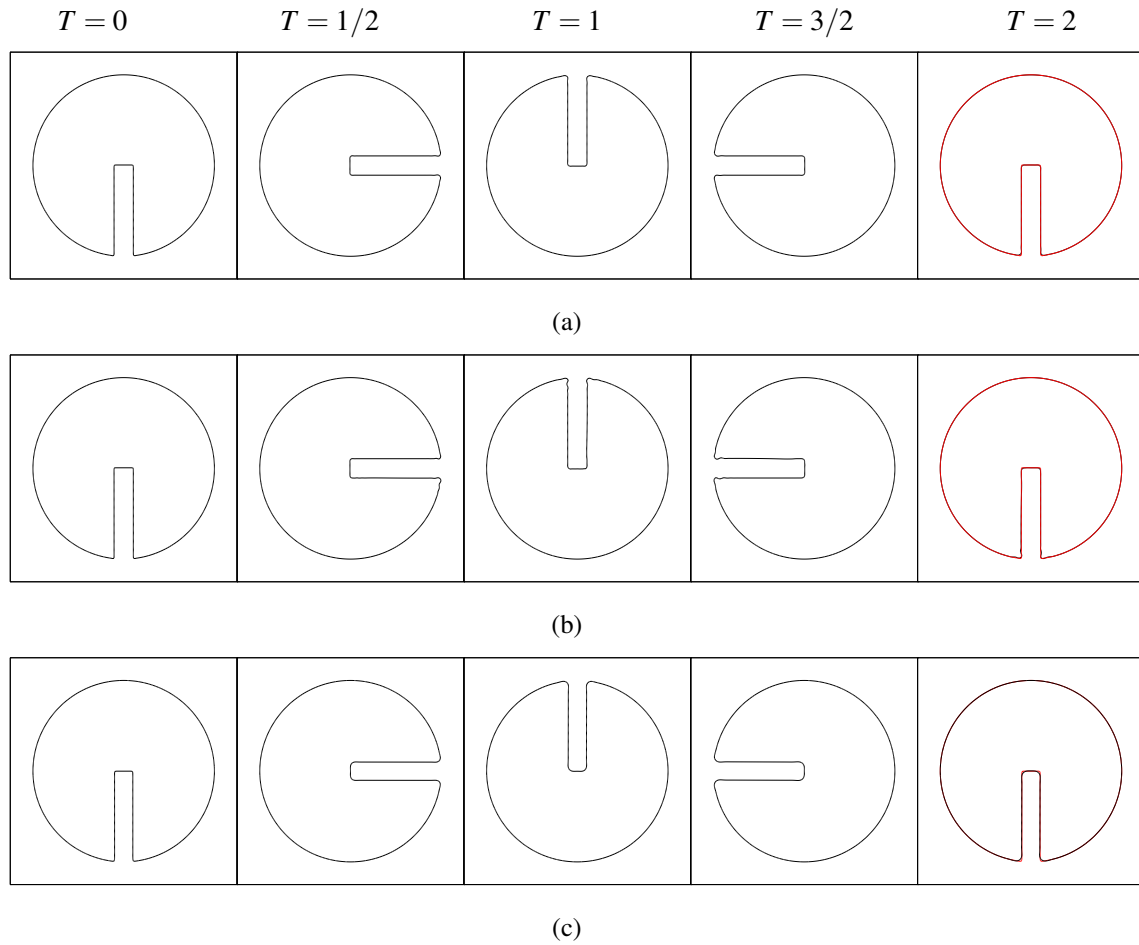 T = 0 T = 1/2 T = 1 T = 3/2 T = 2
(a)
(b)
(c)